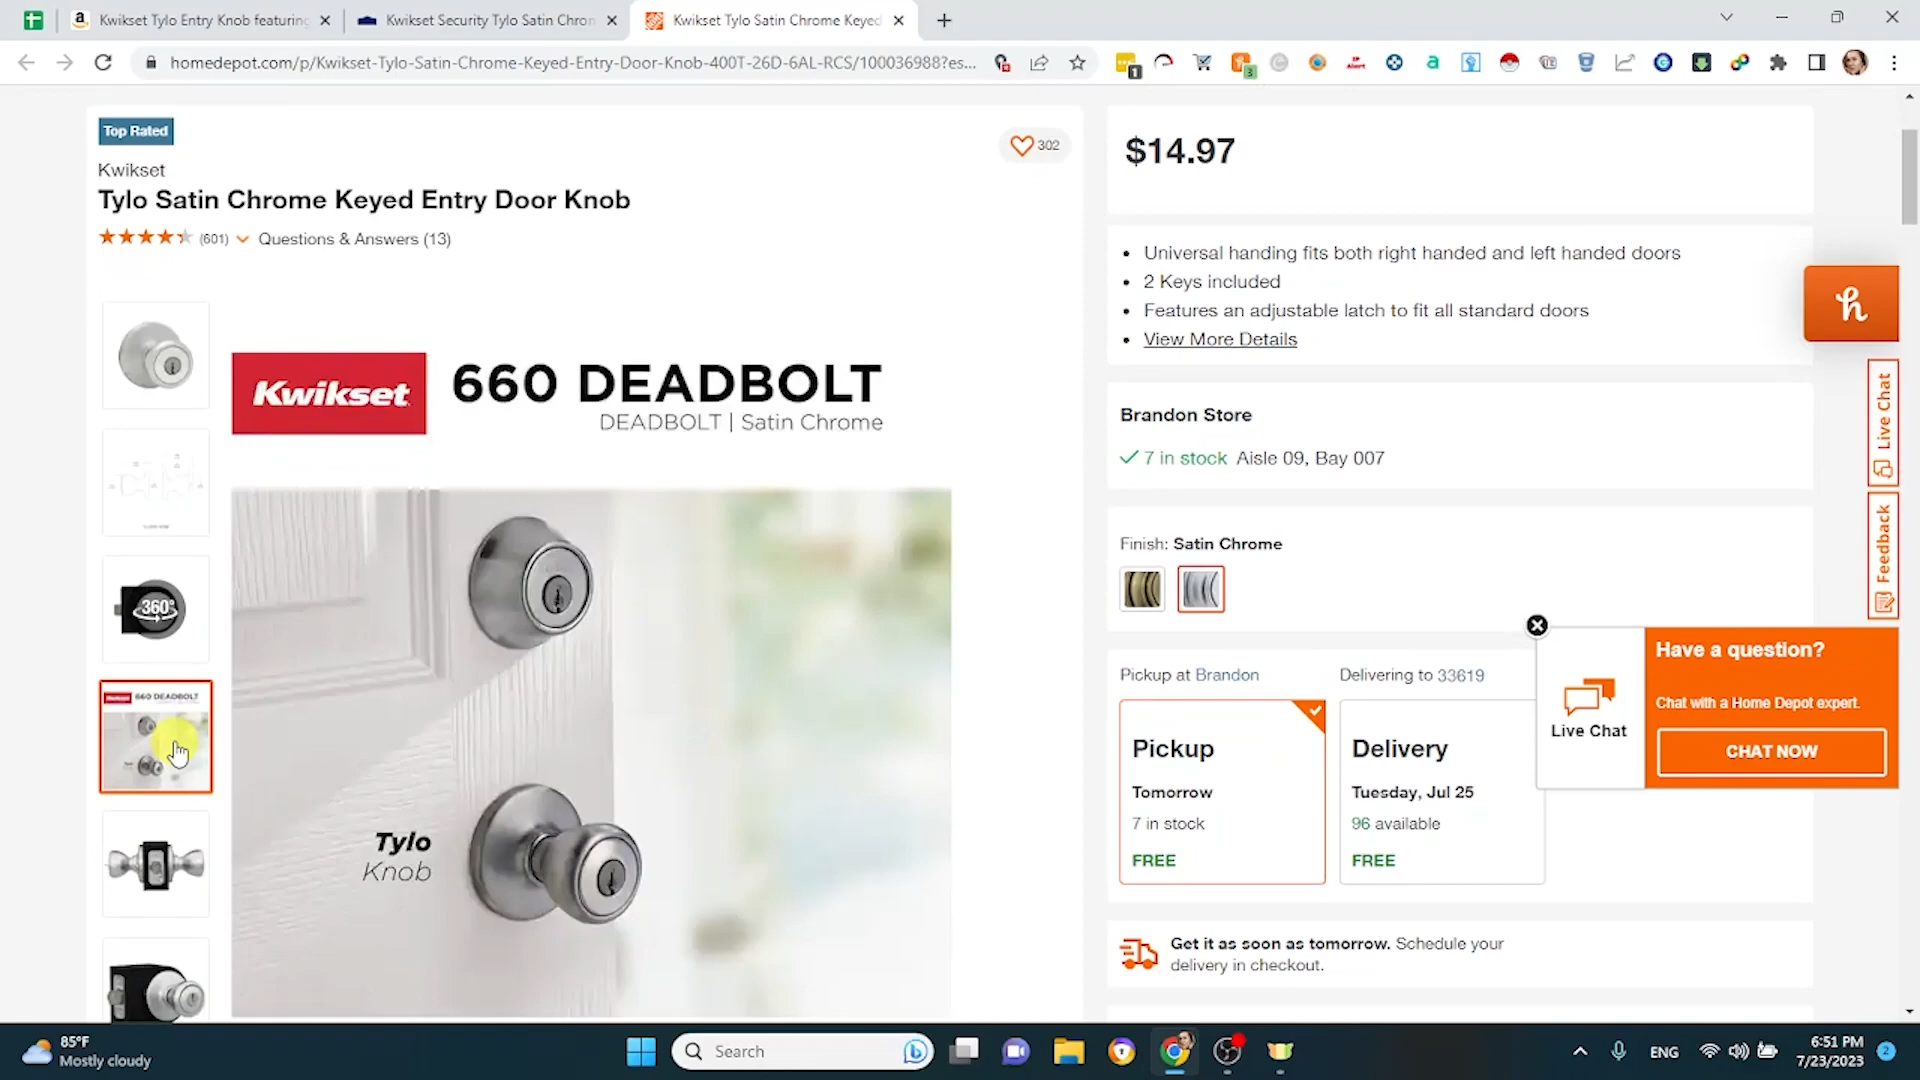 Kwikset Tylo Entry Knob featuring
Kwikset Security Tylo Satin Chron
Kwikset Tylo Satin Chrome Keyed
homedepot.com/p/Kwikset-Tylo-Satin-Chrome-Keyed-Entry-Door-Knob-400T-26D-6AL-RCS/100036988?es...
1
3
Top Rated
302
Kwikset
Tylo Satin Chrome Keyed Entry Door Knob
(601)
Questions & Answers (13)
$14.97
Universal handing fits both right handed and left handed doors
2 Keys included
Features an adjustable latch to fit all standard doors
View More Details
Kwikset
660 DEADBOLT
DEADBOLT | Satin Chrome
Brandon Store
7 in stock Aisle 09, Bay 007
Live Chat
Feedback
Finish: Satin Chrome
360°
660 DEADBOLT
Tylo
Knob
Pickup at Brandon
Delivering to 33619
Pickup
Tomorrow
7 in stock
FREE
Delivery
Tuesday, Jul 25
96 available
FREE
Live Chat
Have a question?
Chat with a Home Depot expert.
CHAT NOW
Get it as soon as tomorrow. Schedule your
delivery in checkout.
85°F
Mostly cloudy
Search
ENG
6:51 PM
7/23/2023
2